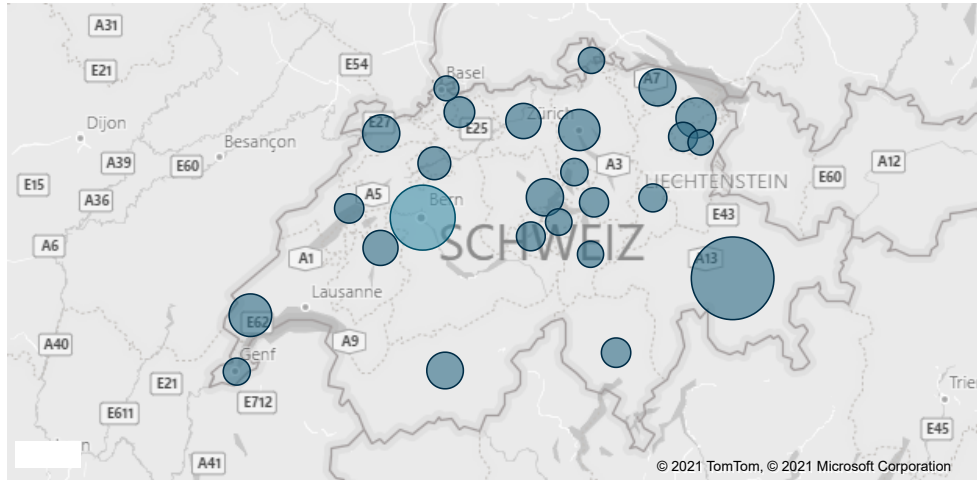 A31
E54
E21
Basel
A7
Dijon
E27
Zürich
E25
Besançon
A39
E60
A3
A12
E15
A36
A5
LIECHTENSTEIN
E60
Bern
E43
A6
SCHWEIZ
A1
A13
Lausanne
E62
A40
A9
Genf
E21
E712
Trie
E611
E45
n
A41
© 2021 TomTom, © 2021 Microsoft Corporation